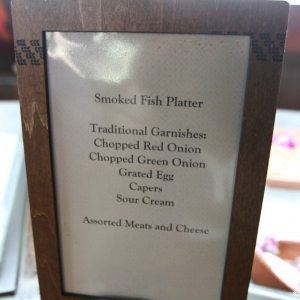 Smoked Fish Platter
Traditional Garnishes:
Chopped Red Onion
Chopped Green Onion
Grated Egg
Capers
Sour Cream
Assorted Meats and Cheese